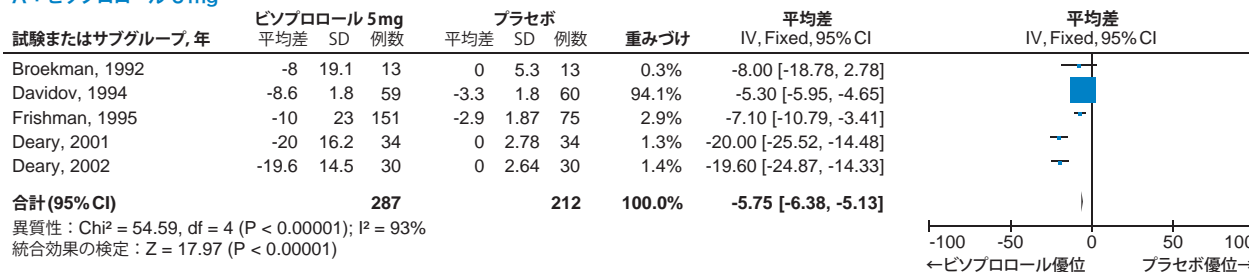 A：ビソプロロール 5mg
ビソプロロール 5mg プラセボ 平均差 平均差
試験またはサブグループ, 年 平均差 SD 例数 平均差 SD 例数 重みづけ IV, Fixed, 95% CI IV, Fixed, 95% CI
Broekman, 1992 -8 19.1 13 0 5.3 13 0.3% -8.00 [-18.78, 2.78]
Davidov, 1994 -8.6 1.8 59 -3.3 1.8 60 94.1% -5.30 [-5.95, -4.65]
Frishman, 1995 -10 23 151 -2.9 1.87 75 2.9% -7.10 [-10.79, -3.41]
Deary, 2001 -20 16.2 34 0 2.78 34 1.3% -20.00 [-25.52, -14.48]
Deary, 2002 -19.6 14.5 30 0 2.64 30 1.4% -19.60 [-24.87, -14.33]
合計 (95% CI) 287 212 100.0% -5.75 [-6.38, -5.13]
異質性：Chi² = 54.59, df = 4 (P < 0.00001); I² = 93%
統合効果の検定：Z = 17.97 (P < 0.00001)
-100 -50 0 50 100
←ビソプロロール優位 プラセボ優位→